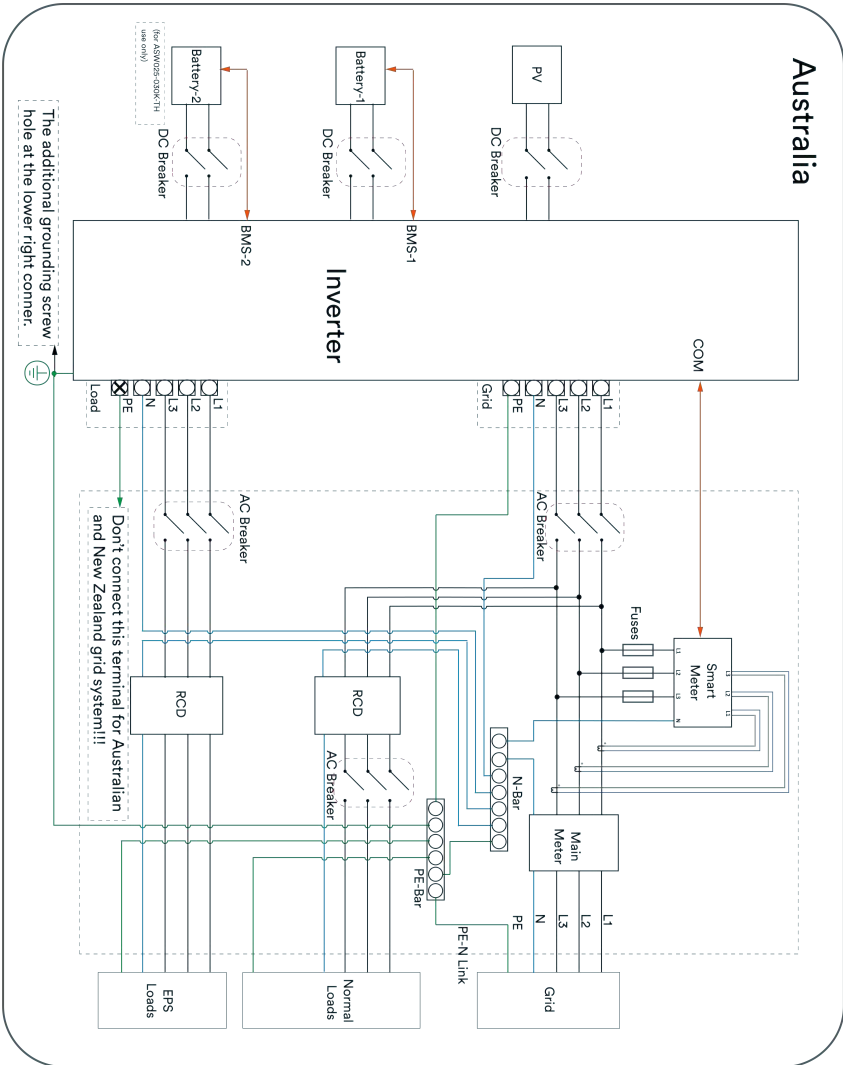 Australia
PV
Battery-1
Battery-2
(for ASW025-030K-TH
use only)
DC Breaker
DC Breaker
DC Breaker
BMS-1
BMS-2
Inverter
COM
The additional grounding screw
hole at the lower right conner.
Grid
PE
N
L3
L2
L1
Load
PE
N
L3
L2
L1
AC Breaker
AC Breaker
Don't connect this terminal for Australian
and New Zealand grid system!!!
Fuses
Smart
Meter
L1
L2
L3
N
L3
L2
L1
RCD
RCD
AC Breaker
N-Bar
PE-Bar
Main
Meter
PE-N Link
PE
N
L3
L2
L1
Grid
Normal
Loads
EPS
Loads